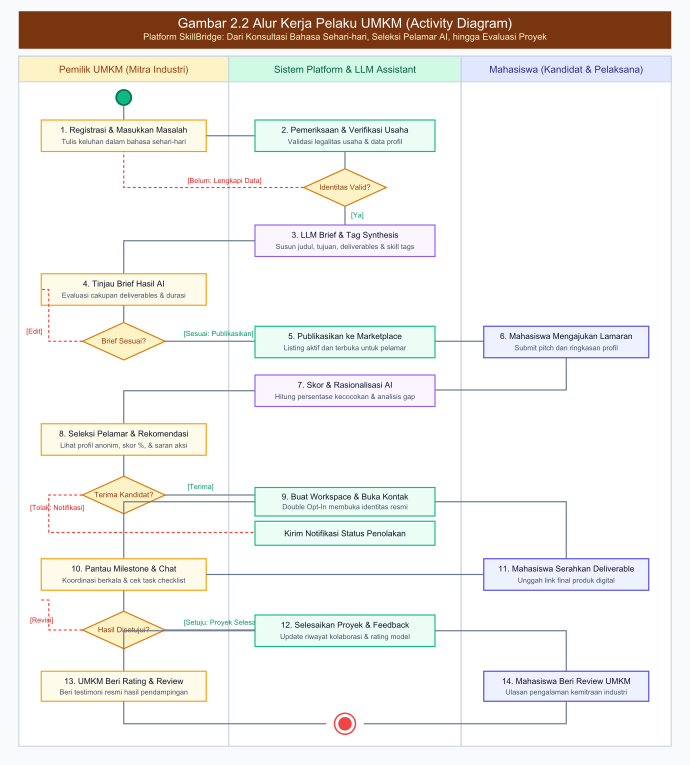 Gambar 2.2 Alur Kerja Pelaku UMKM (Activity Diagram)
Platform SkillBridge: Dari Konsultasi Bahasa Sehari-hari, Seleksi Pelamar AI, hingga Evaluasi Proyek
Pemilik UMKM (Mitra Industri)
Sistem Platform & LLM Assistant
Mahasiswa (Kandidat & Pelaksana)
1. Registrasi & Masukkan Masalah
Tulis keluhan dalam bahasa sehari-hari
2. Pemeriksaan & Verifikasi Usaha
Validasi legalitas usaha & data profil
[Belum: Lengkapi Data]
Identitas Valid?
[Ya]
3. LLM Brief & Tag Synthesis
Susun judul, tujuan, deliverables & skill tags
4. Tinjau Brief Hasil AI
Evaluasi cakupan deliverables & durasi
[Edit]
Brief Sesuai?
[Sesuai: Publikasikan]
5. Publikasikan ke Marketplace
Listing aktif dan terbuka untuk pelamar
6. Mahasiswa Mengajukan Lamaran
Submit pitch dan ringkasan profil
7. Skor & Rasionalisasi AI
Hitung persentase kecocokan & analisis gap
8. Seleksi Pelamar & Rekomendasi
Lihat profil anonim, skor %, & saran aksi
Terima Kandidat?
[Terima]
[Tolak: Notifikasi]
9. Buat Workspace & Buka Kontak
Double Opt-In membuka identitas resmi
Kirim Notifikasi Status Penolakan
10. Pantau Milestone & Chat
Koordinasi berkala & cek task checklist
11. Mahasiswa Serahkan Deliverable
Unggah link final produk digital
[Revisi]
Hasil Disetujui?
[Setuju: Proyek Selesa
12. Selesaikan Proyek & Feedback
Update riwayat kolaborasi & rating model
13. UMKM Beri Rating & Review
Beri testimoni resmi hasil pendampingan
14. Mahasiswa Beri Review UMKM
Ulasan pengalaman kemitraan industri